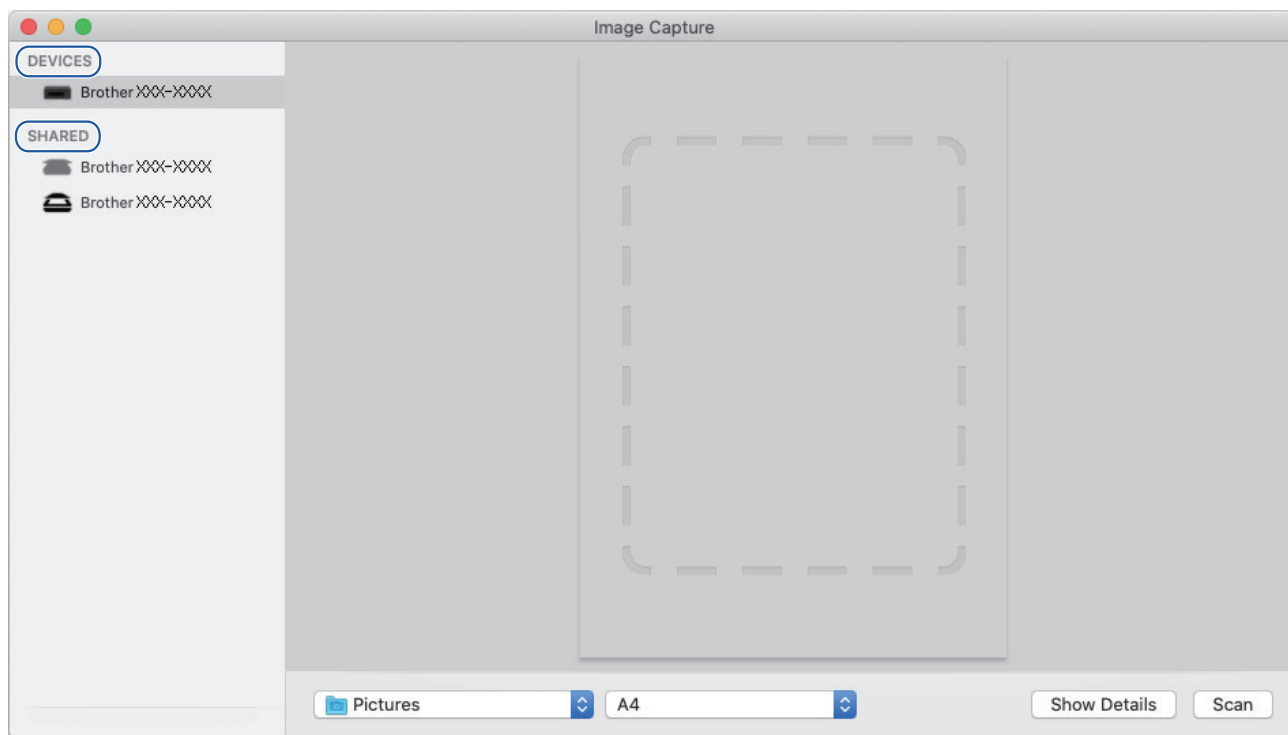 Image Capture
DEVICES
Brother XXX-XXXX
SHARED
Brother XXX-XXXX
Brother XXX-XXXX
Pictures
A4
Show Details
Scan